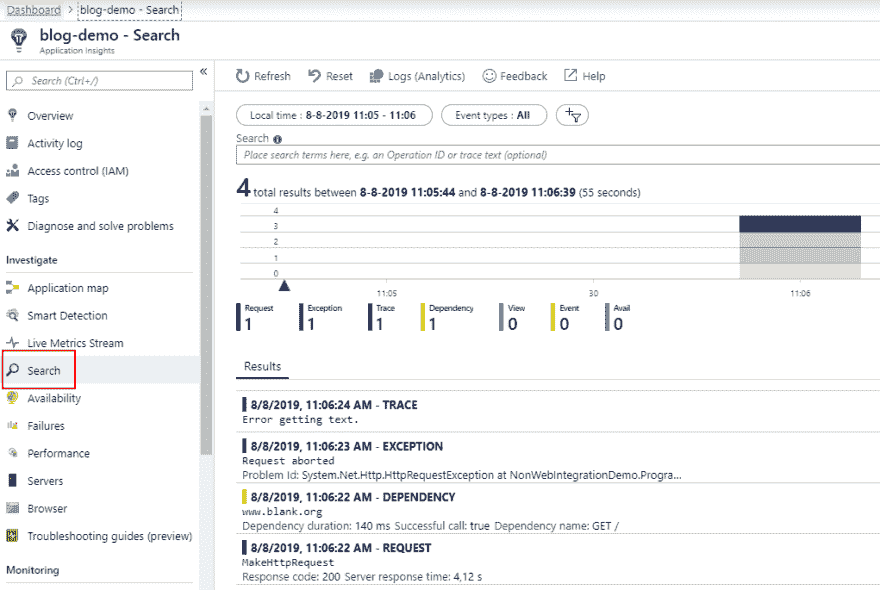 Dashboard > blog-demo - Search
blog-demo - Search
Application Insights
Search (Ctrl+/)
«
Overview
Activity log
Access control (IAM)
Tags
Diagnose and solve problems
Investigate
Application map
Smart Detection
Live Metrics Stream
Search
Availability
Failures
Performance
Servers
Browser
Troubleshooting guides (preview)
Monitoring
Refresh Reset Logs (Analytics) Feedback Help
Local time : 8-8-2019 11:05 - 11:06 Event types : All
Search
Place search terms here, e.g. an Operation ID or trace text (optional)
4 total results between 8-8-2019 11:05:44 and 8-8-2019 11:06:39 (55 seconds)
4
3
2
1
0
11:05 30 11:06
Request Exception Trace Dependency View Event Avail
1 1 1 1 0 0 0
Results
8/8/2019, 11:06:24 AM - TRACE
Error getting text.
8/8/2019, 11:06:23 AM - EXCEPTION
Request aborted
Problem Id: System.Net.Http.HttpRequestException at NonWebIntegrationDemo.Progra...
8/8/2019, 11:06:22 AM - DEPENDENCY
www.blank.org
Dependency duration: 140 ms Successful call: true Dependency name: GET /
8/8/2019, 11:06:22 AM - REQUEST
MakeHttpRequest
Response code: 200 Server response time: 4,12 s